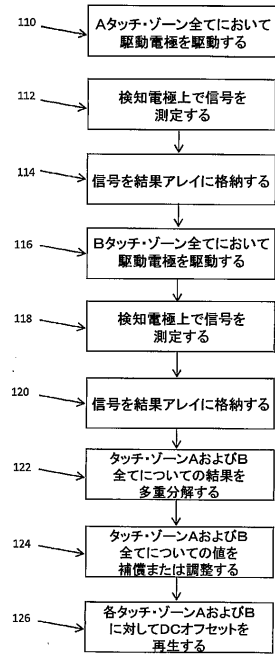 110
Aタッチ・ゾーン全てにおいて
駆動電極を駆動する
112
検知電極上で信号を
測定する
114
信号を結果アレイに格納する
116
Bタッチ・ゾーン全てにおいて
駆動電極を駆動する
118
検知電極上で信号を
測定する
120
信号を結果アレイに格納する
122
タッチ・ゾーンAおよびB
全てについての結果を
多重分解する
124
タッチ・ゾーンAおよびB
全てについての値を
補償または調整する
126
各タッチ・ゾーンAおよびB
に対してDCオフセットを
再生する